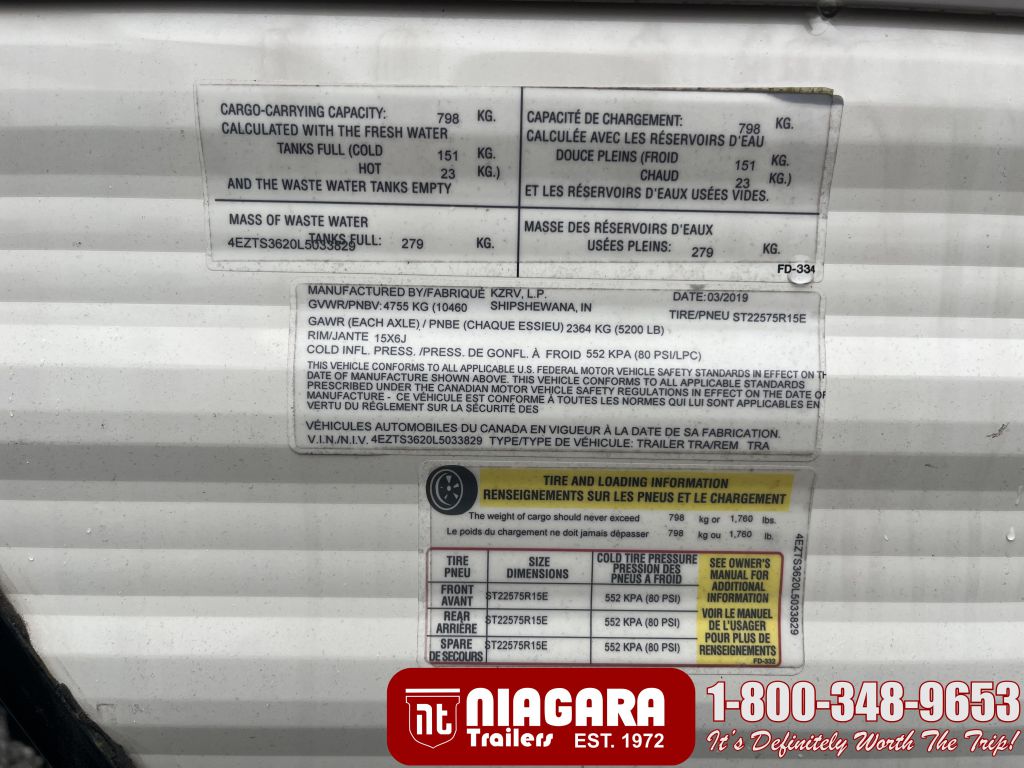 CARGO-CARRYING CAPACITY: 798 KG.
CALCULATED WITH THE FRESH WATER
TANKS FULL (COLD 151 KG.
HOT 23 KG.)
AND THE WASTE WATER TANKS EMPTY
MASS OF WASTE WATER
TANKS FULL: 279 KG.
4EZTS3620L5033829
CAPACITÉ DE CHARGEMENT: 798 KG.
CALCULÉE AVEC LES RÉSERVOIRS D'EAU
DOUCE PLEINS (FROID 151 KG.
CHAUD 23 KG.)
ET LES RÉSERVOIRS D'EAUX USÉES VIDES.
MASSE DES RÉSERVOIRS D'EAUX
USÉES PLEINS: 279 KG.
FD-334
MANUFACTURED BY/FABRIQUÉ KZRV, L.P. DATE:03/2019
GVWR/PNBV: 4755 KG (10460 SHIPSHEWANA, IN TIRE/PNEU ST22575R15E
GAWR (EACH AXLE) / PNBE (CHAQUE ESSIEU) 2364 KG (5200 LB)
RIM/JANTE 15X6J
COLD INFL. PRESS. /PRESS. DE GONFL. À FROID 552 KPA (80 PSI/LPC)
THIS VEHICLE CONFORMS TO ALL APPLICABLE U.S. FEDERAL MOTOR VEHICLE SAFETY STANDARDS IN EFFECT ON TH
DATE OF MANUFACTURE SHOWN ABOVE. THIS VEHICLE CONFORMS TO ALL APPLICABLE STANDARDS
PRESCRIBED UNDER THE CANADIAN MOTOR VEHICLE SAFETY REGULATIONS IN EFFECT ON THE DATE OF
MANUFACTURE - CE VÉHICULE EST CONFORME À TOUTES LES NORMES QUI LUI SONT APPLICABLES EN
VERTU DU RÉGLEMENT SUR LA SÉCURITÉ DES
VÉHICULES AUTOMOBILES DU CANADA EN VIGUEUR À LA DATE DE SA FABRICATION.
V.I.N./N.I.V. 4EZTS3620L5033829 TYPE/TYPE DE VÉHICULE: TRAILER TRA/REM TRA
TIRE AND LOADING INFORMATION
RENSEIGNEMENTS SUR LES PNEUS ET LE CHARGEMENT
The weight of cargo should never exceed 798 kg or 1,760 lbs.
Le poids du chargement ne doit jamais dépasser 798 kg ou 1,760 lb.
TIRE
PNEU
SIZE
DIMENSIONS
COLD TIRE PRESSURE
PRESSION DES
PNEUS A FROID
FRONT
AVANT
ST22575R15E 552 KPA (80 PSI)
REAR
ARRIÈRE
ST22575R15E 552 KPA (80 PSI)
SPARE
DE SECOURS
ST22575R15E 552 KPA (80 PSI)
SEE OWNER'S
MANUAL FOR
ADDITIONAL
INFORMATION
VOIR LE MANUEL
DE L'USAGER
POUR PLUS DE
RENSEIGNEMENTS
FD-332
4EZTS3620L5033829
nt NIAGARA
Trailers EST. 1972
1-800-348-9653
It's Definitely Worth The Trip!